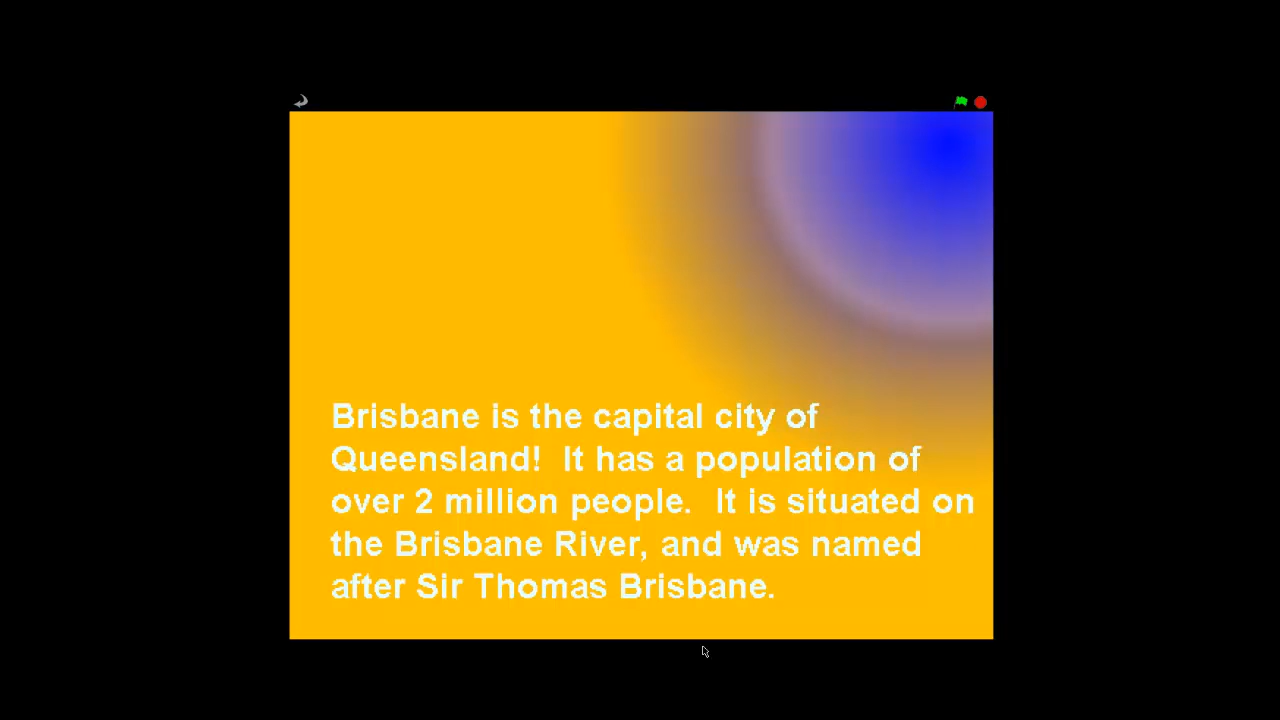 Brisbane is the capital city of
Queensland!  It has a population of
over 2 million people.  It is situated on
the Brisbane River, and was named
after Sir Thomas Brisbane.